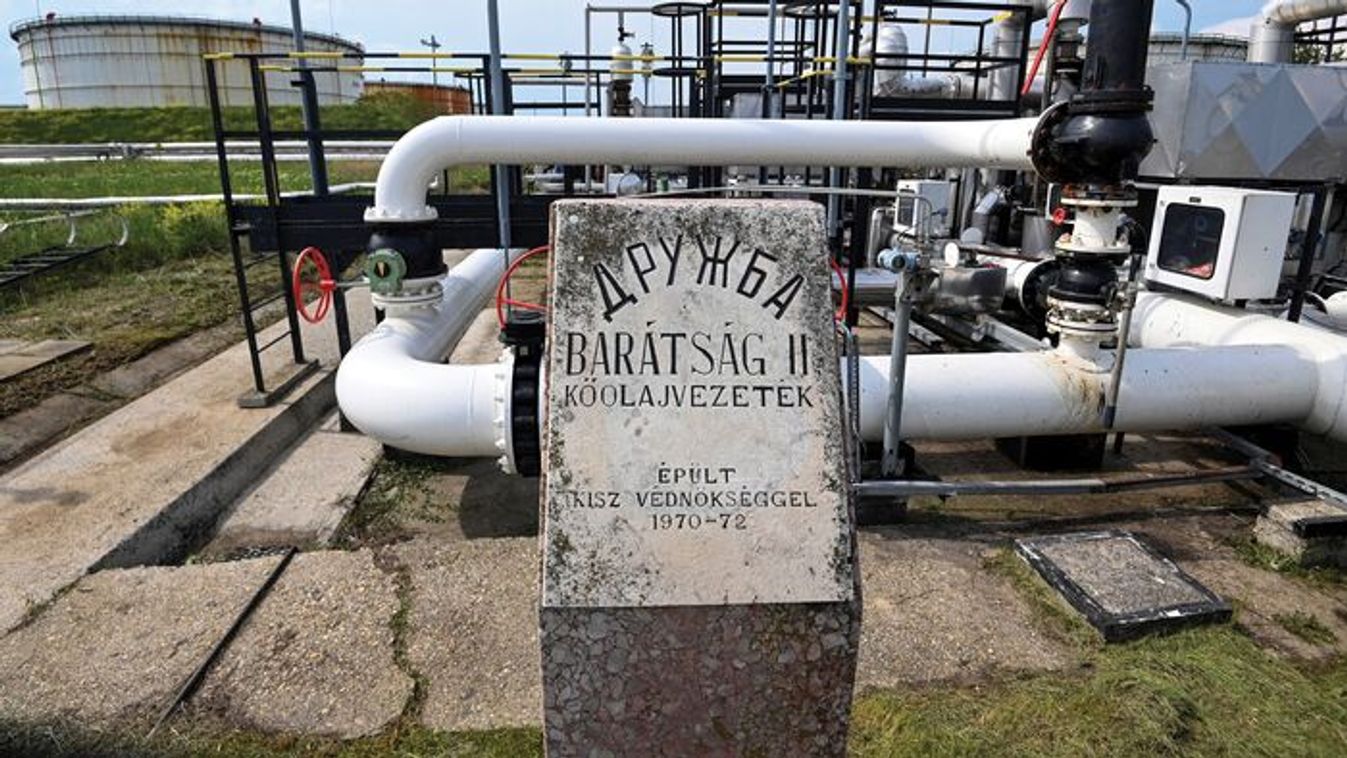 ДРУЖБА
BARÁTSÁG II
KŐOLAJVEZETÉK
ÉPÜLT
KISZ VÉDNÖKSÉGGEL
1970-72